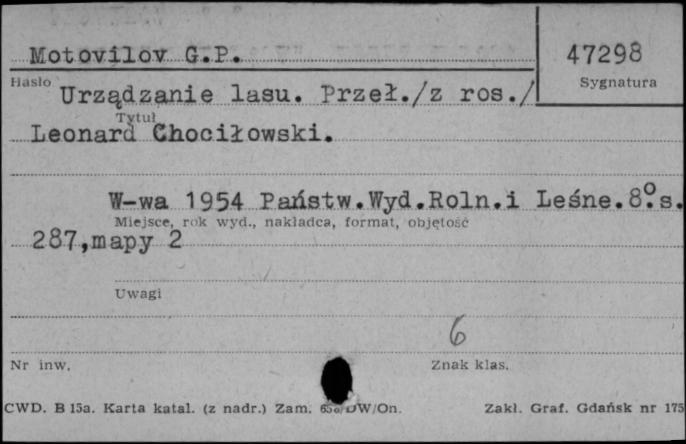 Motovilov G.P.
47298
Hasło
Sygnatura
Urządzanie lasu. Przeł./z ros./
Tytuł
Leonard Chociłowski.
W-wa 1954 Państw.Wyd.Roln.i Leśne.8°.s.
Miejsce, rok wyd., nakładca, format, objętość
287,mapy 2
Uwagi
6
Nr inw.
Znak klas.
CWD. B 15a. Karta katal. (z nadr.) Zam. DW/On.
Zakł. Graf. Gdańsk nr 175